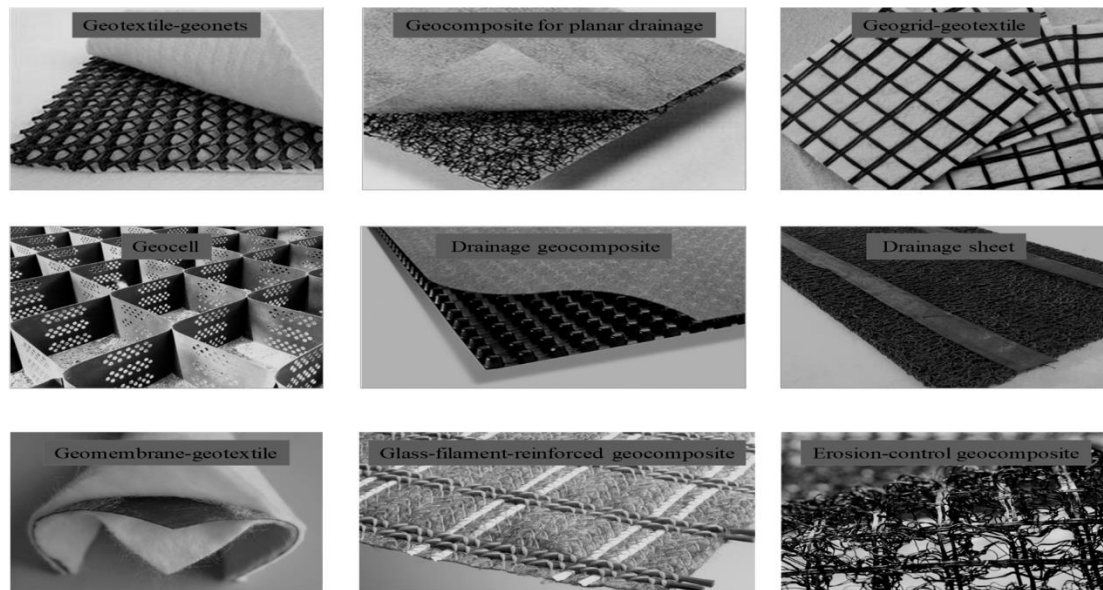 Geotextile-geonets
Geocomposite for planar drainage
Geogrid-geotextile
Geocell
Drainage geocomposite
Drainage sheet
Geomembrane-geotextile
Glass-filament-reinforced geocomposite
Erosion-control geocomposite